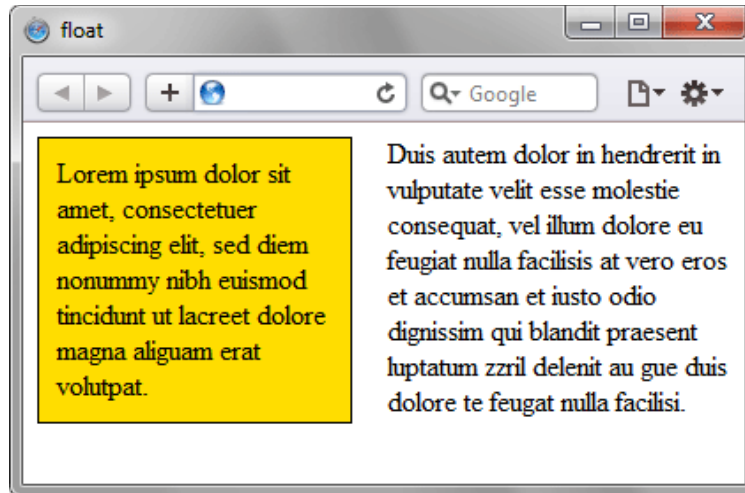 float
Google
Lorem ipsum dolor sit
amet, consectetuer
adipiscing elit, sed diem
nonummy nibh euismod
tincidunt ut lacreet dolore
magna aliguam erat
volutpat.
Duis autem dolor in hendrerit in
vulputate velit esse molestie
consequat, vel illum dolore eu
feugiat nulla facilisis at vero eros
et accumsan et iusto odio
dignissim qui blandit praesent
luptatum zzril delenit au gue duis
dolore te feugat nulla facilisi.